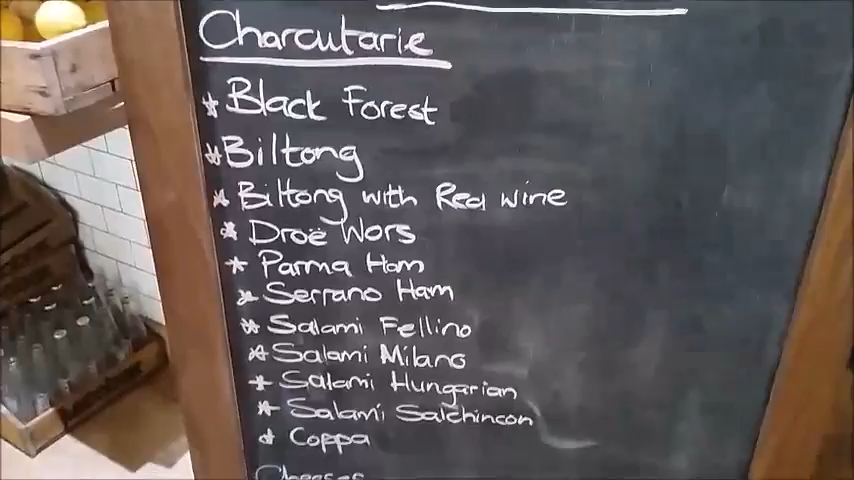 Charcutarie
* Black Forest
* Biltong
* Biltong with Red wine
* Droë Wors
* Parma Ham
* Serrano Ham
* Salami Fellino
* Salami Milano
* Salami Hungarian
* Salami Salchincon
* Coppa
Cheeses